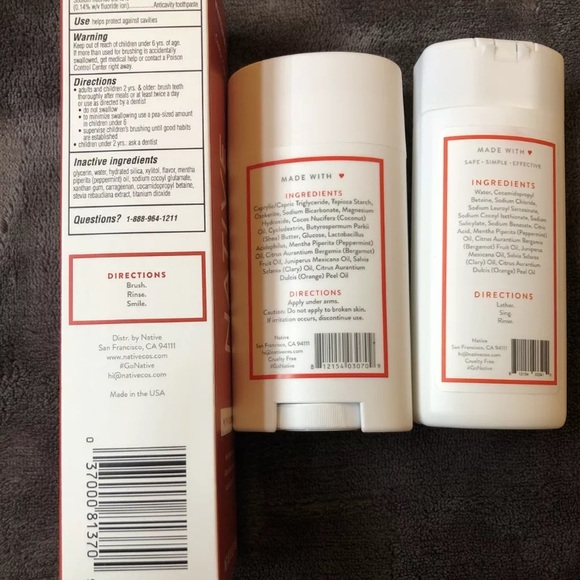 (0.14% w/v fluoride ion) Anticavity toothpaste
Use helps protect against cavities
Warning
Keep out of reach of children under 6 yrs. of age.
If more than used for brushing is accidentally
swallowed, get medical help or contact a Poison
Control Center right away.
Directions
• adults and children 2 yrs. & older: brush teeth
thoroughly after meals or at least twice a day
or use as directed by a dentist
• do not swallow
• to minimize swallowing use a pea-sized amount
in children under 6
• supervise children's brushing until good habits
are established
• children under 2 yrs.: ask a dentist
Inactive ingredients
glycerin, water, hydrated silica, xylitol, flavor, mentha
piperita (peppermint) oil, sodium cocoyl glutamate,
xanthan gum, carrageenan, cocamidopropyl betaine,
stevia rebaudiana extract, titanium dioxide
Questions? 1-888-964-1211
DIRECTIONS
Brush.
Rinse.
Smile.
Distr. by Native
San Francisco, CA 94111
www.nativecos.com
#GoNative
hi@nativecos.com
Made in the USA
0 37000 81370
MADE WITH ♥
INGREDIENTS
Caprylic/Capric Triglyceride, Tapioca Starch,
Ozokerite, Sodium Bicarbonate, Magnesium
Hydroxide, Cocos Nucifera (Coconut)
Oil, Cyclodextrin, Butyrospermum Parkii
(Shea) Butter, Glucose, Lactobacillus
Acidophilus, Mentha Piperita (Peppermint)
Oil, Citrus Aurantium Bergamia (Bergamot)
Fruit Oil, Juniperus Mexicana Oil, Salvia
Sclarea (Clary) Oil, Citrus Aurantium
Dulcis (Orange) Peel Oil
DIRECTIONS
Apply under arms.
Caution: Do not apply to broken skin.
If irritation occurs, discontinue use.
Native
San Francisco, CA 94111
hi@nativecos.com
Cruelty Free
#GoNative
8 12154 03070 9
MADE WITH ♥
SAFE • SIMPLE • EFFECTIVE
INGREDIENTS
Water, Cocamidopropyl
Betaine, Sodium Chloride,
Sodium Lauroyl Sarcosinate,
Sodium Cocoyl Isethionate, Sodium
Salicylate, Sodium Benzoate, Citric
Acid, Mentha Piperita (Peppermint)
Oil, Citrus Aurantium Bergamia
(Bergamot) Fruit Oil, Juniperus
Mexicana Oil, Salvia Sclarea
(Clary) Oil, Citrus Aurantium
Dulcis (Orange) Peel Oil
DIRECTIONS
Lather.
Sing.
Rinse.
Native
San Francisco, CA 94111
hi@nativecos.com
Cruelty Free
#GoNative